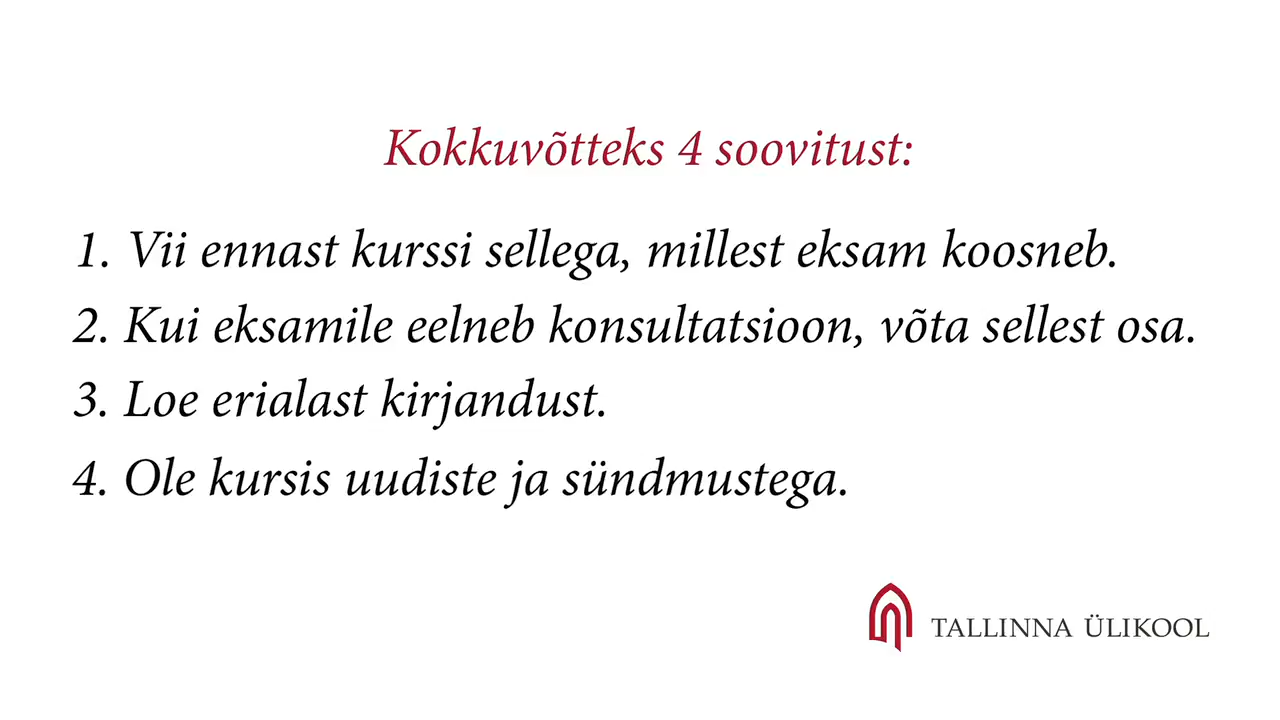 Kokkuvõtteks 4 soovitust:
1. Vii ennast kurssi sellega, millest eksam koosneb.
2. Kui eksamile eelneb konsultatsioon, võta sellest osa.
3. Loe erialast kirjandust.
4. Ole kursis uudiste ja sündmustega.
TALLINNA ÜLIKOOL